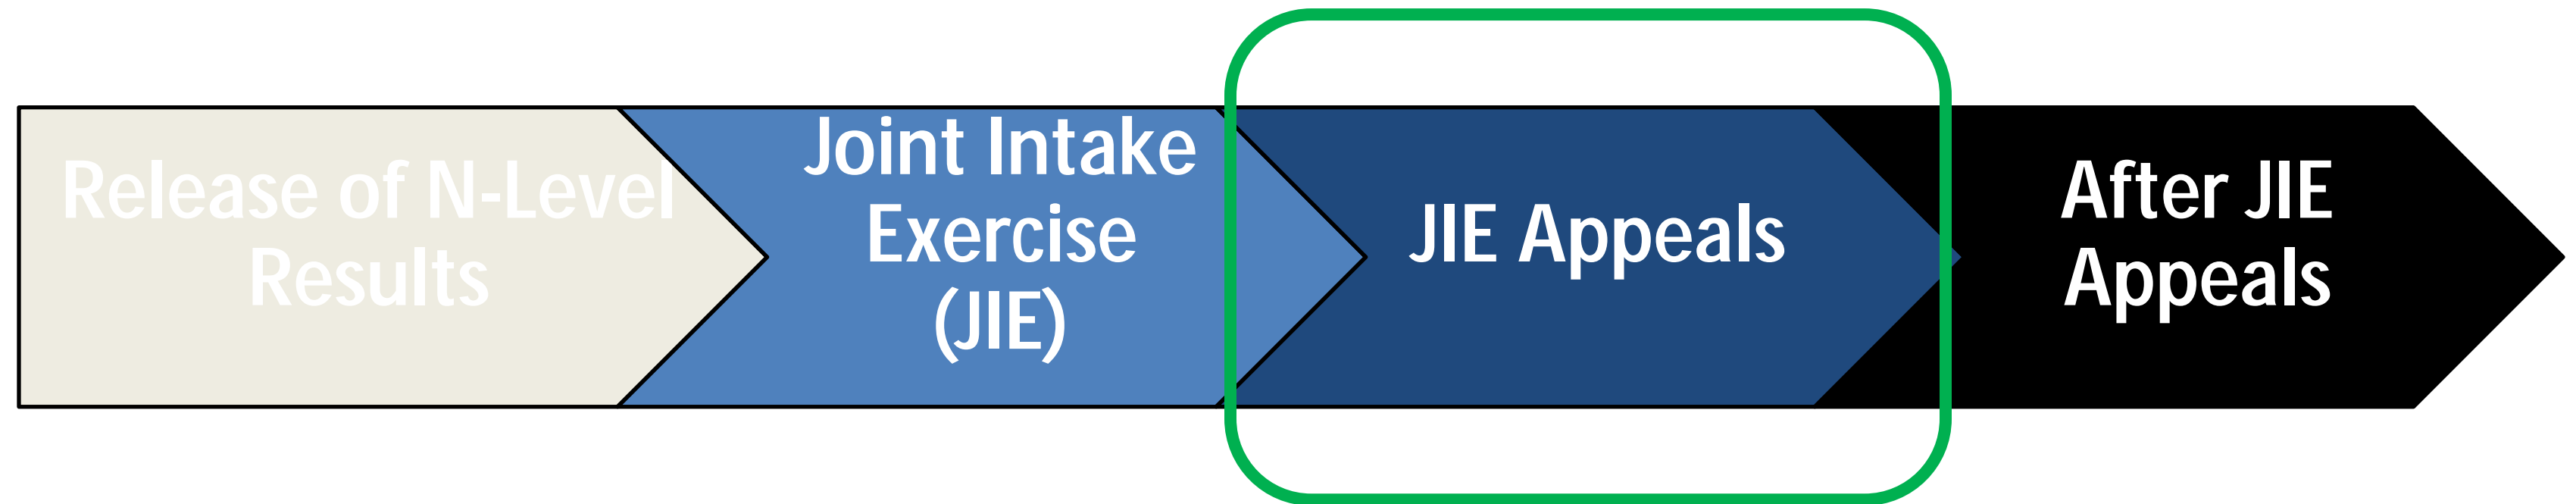 Release of N-Level
Results
Joint Intake
Exercise
(JIE)
JIE Appeals
After JIE
Appeals